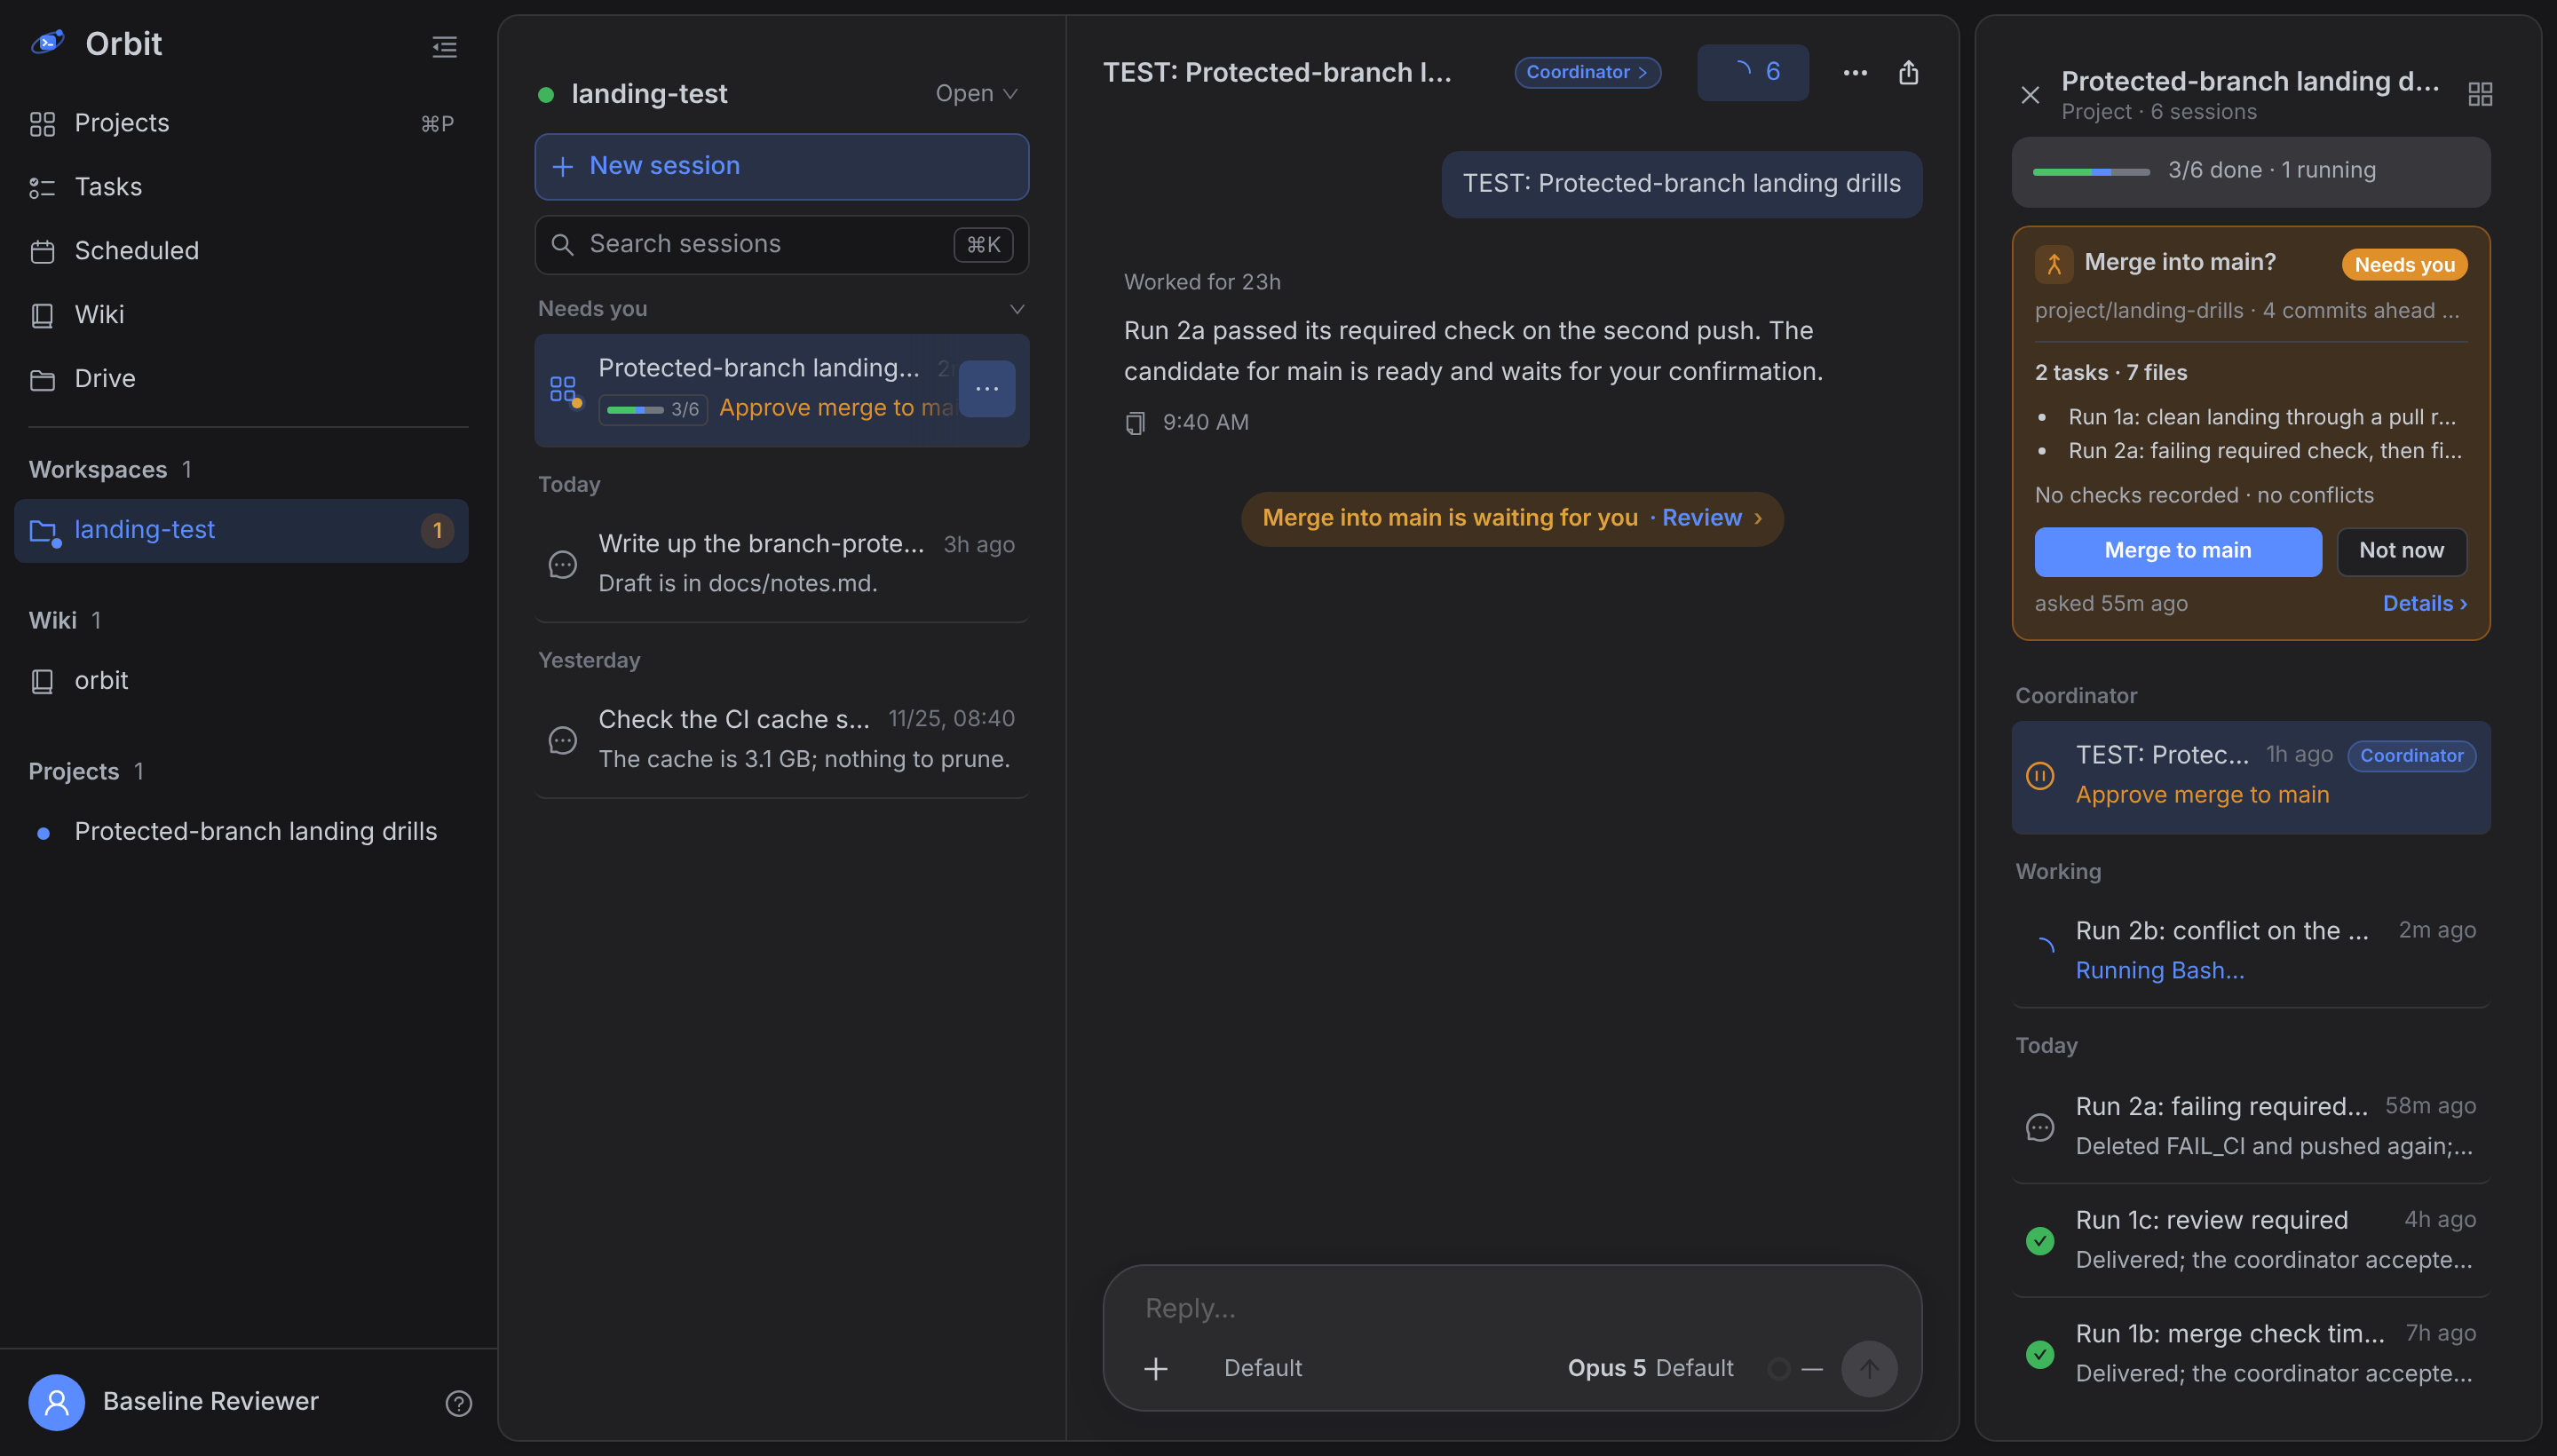 Orbit
Projects ⌘P
Tasks
Scheduled
Wiki
Drive
Workspaces 1
landing-test 1
Wiki 1
orbit
Projects 1
Protected-branch landing drills
Baseline Reviewer
landing-test Open
New session
Search sessions ⌘K
Needs you
Protected-branch landing...
3/6 Approve merge to ma
Today
Write up the branch-prote... 3h ago
Draft is in docs/notes.md.
Yesterday
Check the CI cache s... 11/25, 08:40
The cache is 3.1 GB; nothing to prune.
TEST: Protected-branch l... Coordinator > 6
TEST: Protected-branch landing drills
Worked for 23h
Run 2a passed its required check on the second push. The
candidate for main is ready and waits for your confirmation.
9:40 AM
Merge into main is waiting for you · Review ›
Reply...
Default Opus 5 Default
Protected-branch landing d...
Project · 6 sessions
3/6 done · 1 running
Merge into main? Needs you
project/landing-drills · 4 commits ahead ...
2 tasks · 7 files
• Run 1a: clean landing through a pull r...
• Run 2a: failing required check, then fi...
No checks recorded · no conflicts
Merge to main Not now
asked 55m ago Details ›
Coordinator
TEST: Protec... 1h ago Coordinator
Approve merge to main
Working
Run 2b: conflict on the ... 2m ago
Running Bash...
Today
Run 2a: failing required... 58m ago
Deleted FAIL_CI and pushed again;...
Run 1c: review required 4h ago
Delivered; the coordinator accepte...
Run 1b: merge check tim... 7h ago
Delivered; the coordinator accepte...